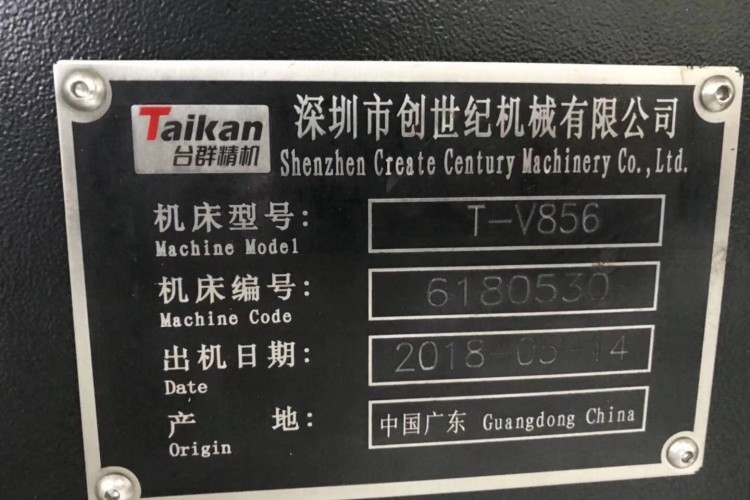 Taikan
台群精机
深圳市创世纪机械有限公司
Shenzhen Create Century Machinery Co.,Ltd.
机床型号: T-V856
Machine Model
机床编号: 6180530
Machine Code
出机日期: 2018-05-14
Date
产 地: 中国广东 Guangdong China
Origin